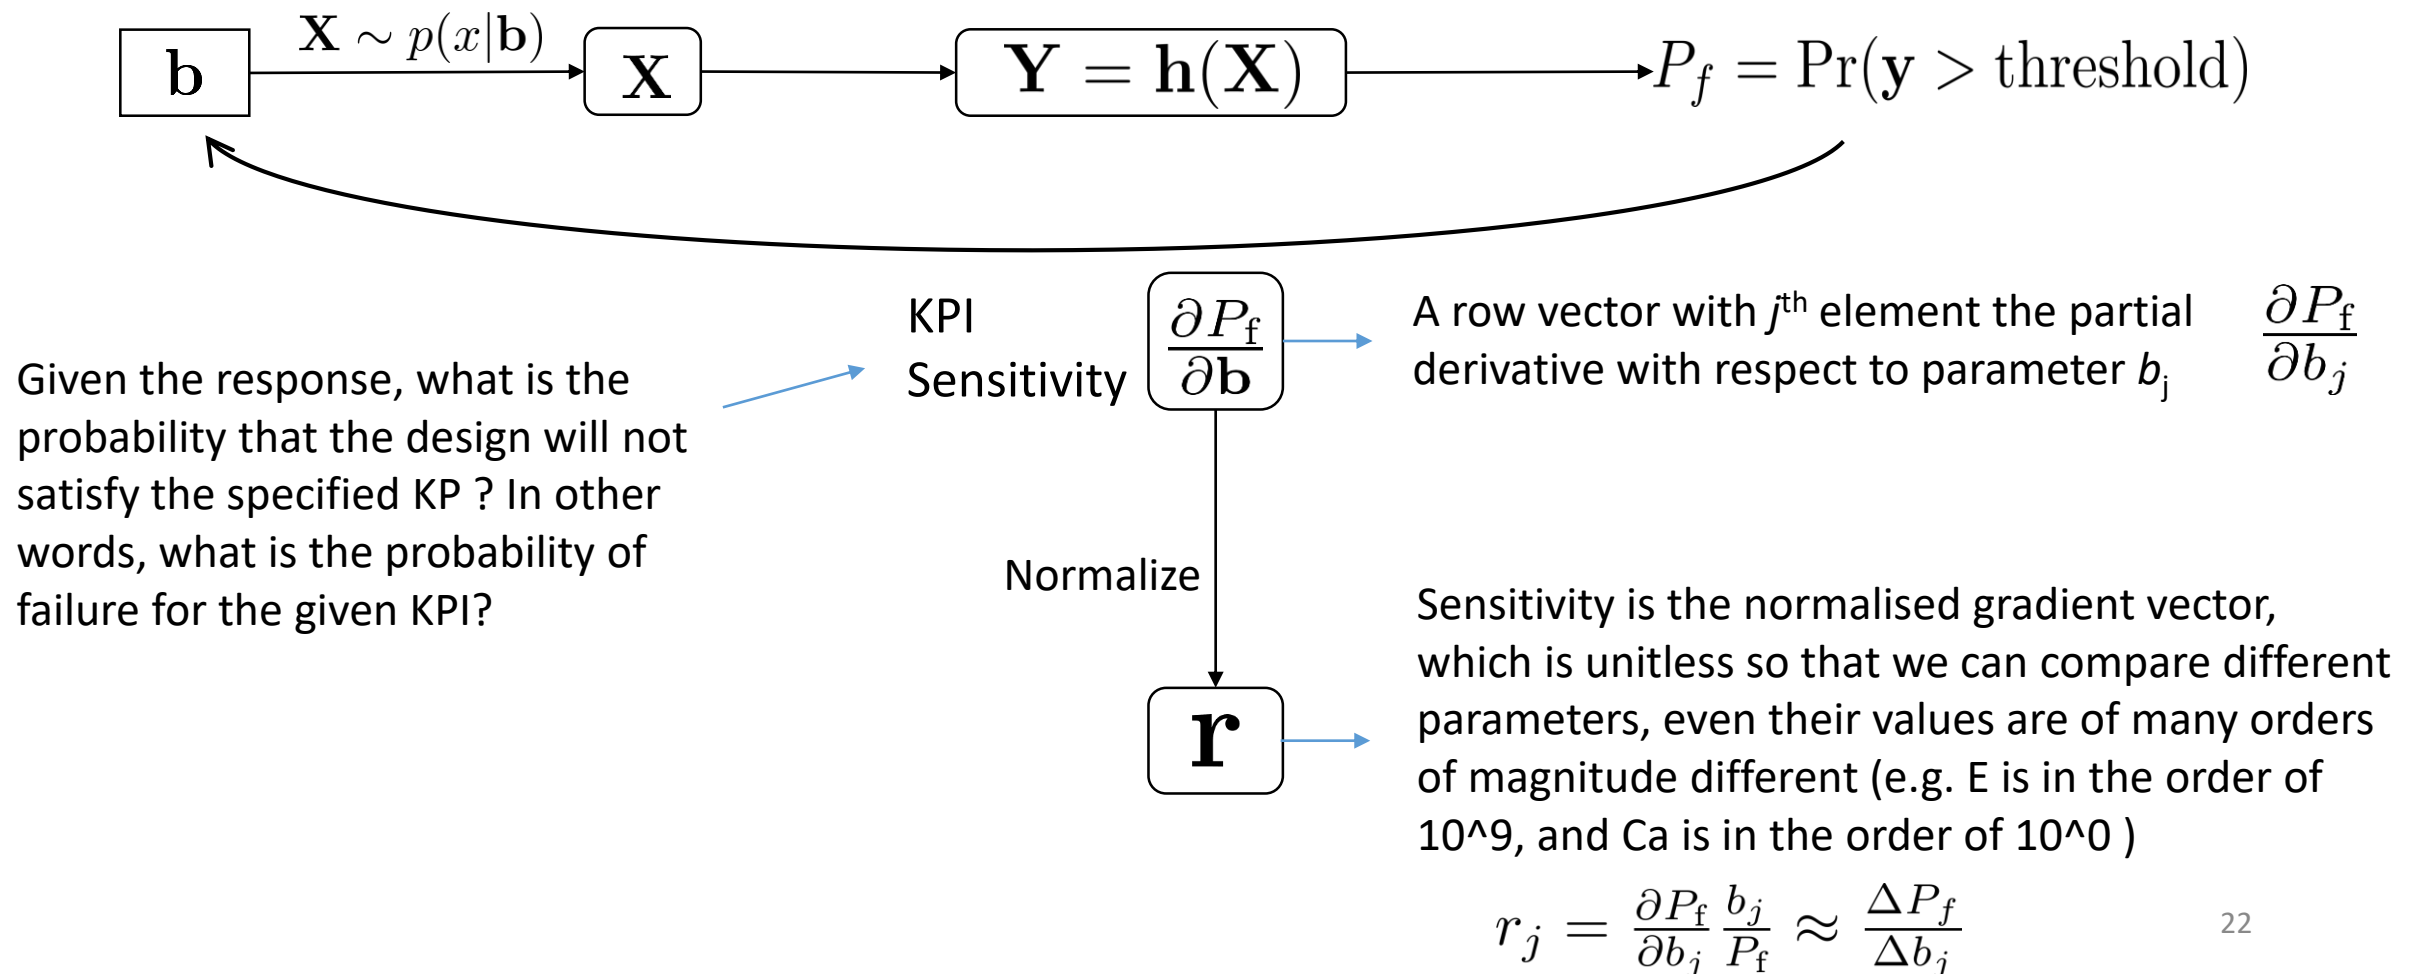 b
X ∼ p(x|b)
X
Y = h(X)
P_f = Pr(y > threshold)
KPI
Sensitivity
∂P_f / ∂b
A row vector with jth element the partial
derivative with respect to parameter b_j
∂P_f / ∂b_j
Given the response, what is the
probability that the design will not
satisfy the specified KP ? In other
words, what is the probability of
failure for the given KPI?
Normalize
r
Sensitivity is the normalised gradient vector,
which is unitless so that we can compare different
parameters, even their values are of many orders
of magnitude different (e.g. E is in the order of
10^9, and Ca is in the order of 10^0 )
r_j = ∂P_f/∂b_j b_j/P_f ≈ ΔP_f/Δb_j
22